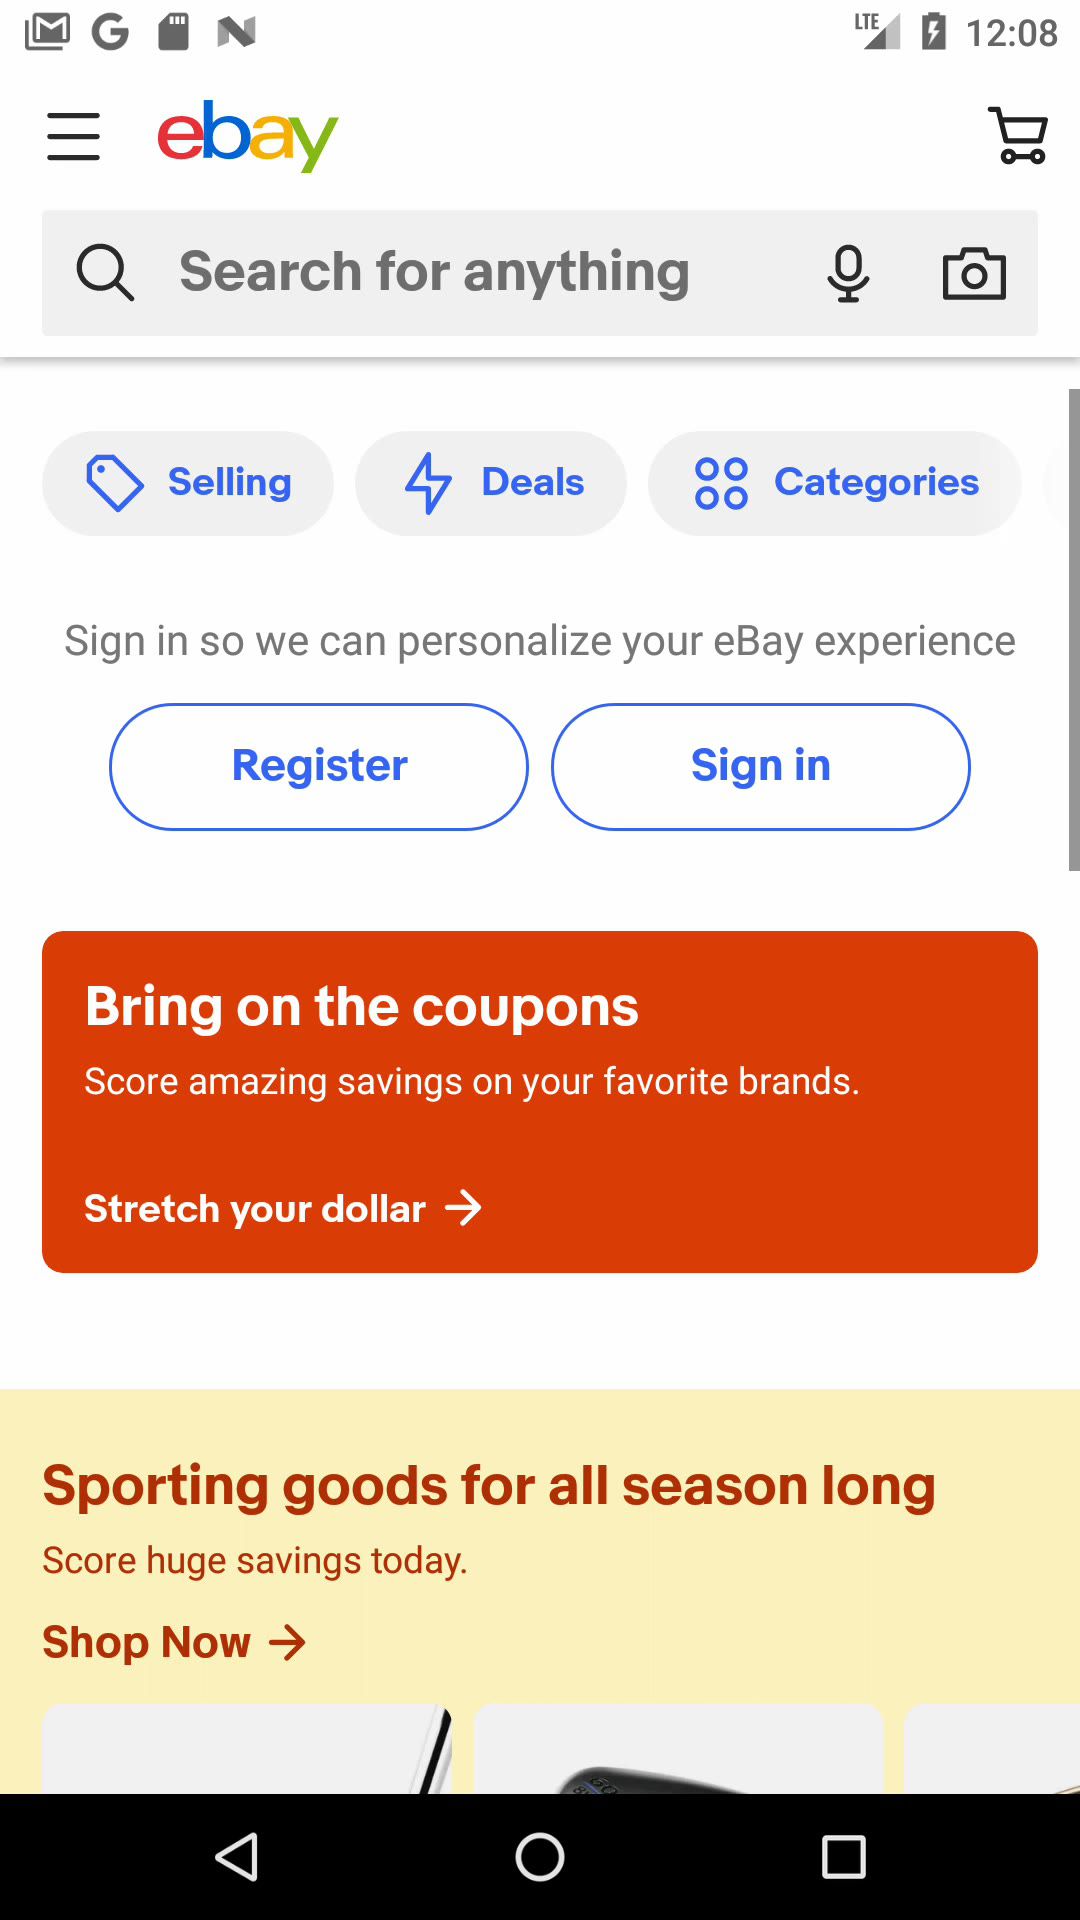 LTE 12:08
ebay
Search for anything
Selling Deals Categories
Sign in so we can personalize your eBay experience
Register Sign in
Bring on the coupons
Score amazing savings on your favorite brands.
Stretch your dollar
Sporting goods for all season long
Score huge savings today.
Shop Now